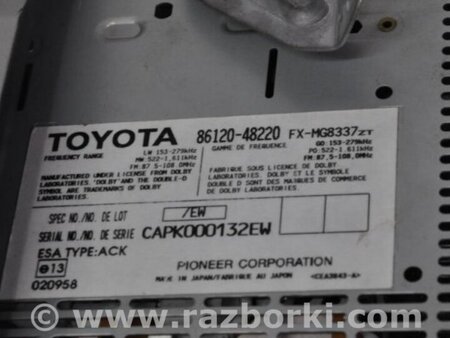 TOYOTA 86120-48220 FX-MG8337ZT
FREQUENCY RANGE LW:153-279kHz GAMME DE FREQUENCE GO:153-279kHz
MW:522-1,611kHz PO:522-1,611kHz
FM:87.5-108.0MHz FM:87.5-108.0MHz
MANUFACTURED UNDER LICENSE FROM DOLBY FABRIQUE SOUS LICENCE DE DOLBY
LABORATORIES. "DOLBY" AND THE DOUBLE-D LABORATORIES. DOLBY ET LE SYMBOLE
SYMBOL ARE TRADEMARKS OF DOLBY DOUBLE D SONT DES MARQUES DE COMMERCE
LABORATORIES. DE DOLBY LABORATORIES.
SPEC NO./NO. DE LOT /EW
SERIAL NO./NO. DE SERIE CAPK000132EW
ESA TYPE:ACK
e13 PIONEER CORPORATION
020958 MADE IN JAPAN/FABRIQUE AU JAPON <CEA3843-A>
© www.razborki.com